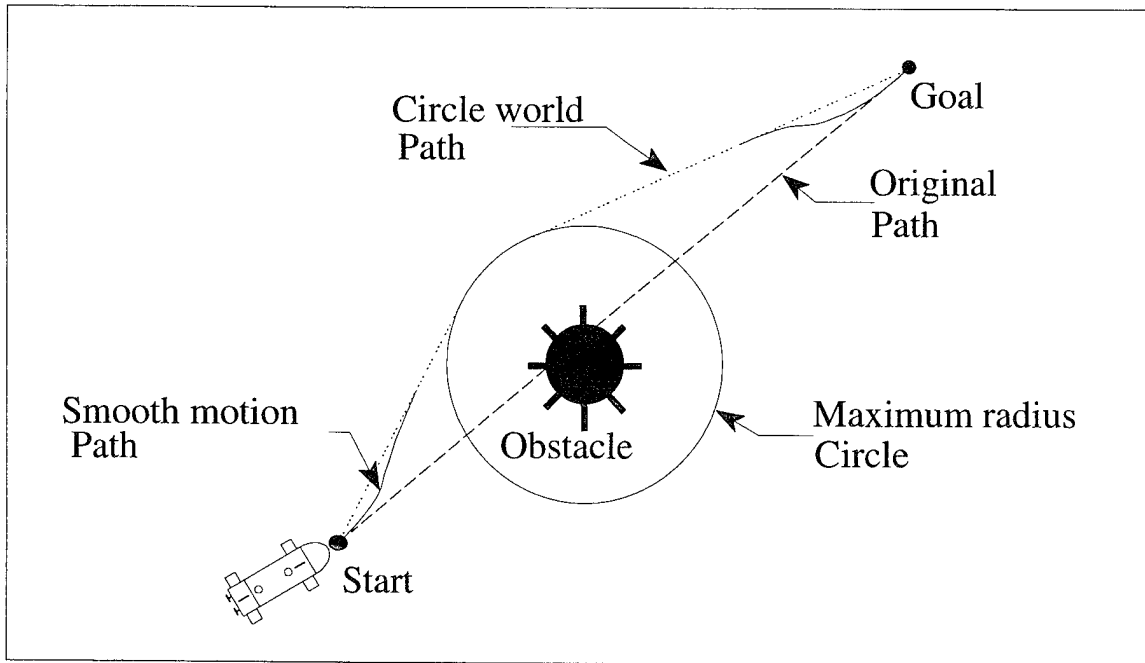 Goal
Circle world
Path
Original
Path
Smooth motion
Path
Obstacle
Maximum radius
Circle
Start